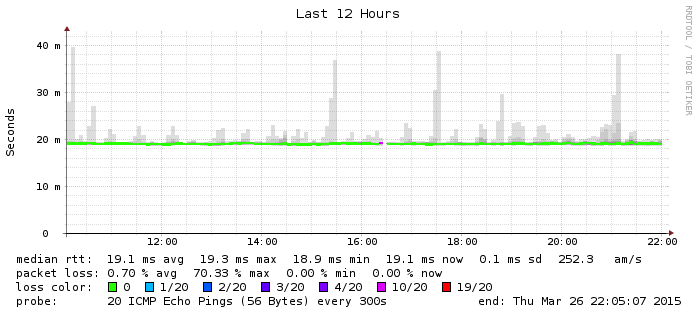 Last 12 Hours
RRDTOOL / TOBI OETIKER
Seconds
40 m
30 m
20 m
10 m
0
12:00 14:00 16:00 18:00 20:00 22:00
median rtt: 19.1 ms avg 19.3 ms max 18.9 ms min 19.1 ms now 0.1 ms sd 252.3 am/s
packet loss: 0.70 % avg 70.33 % max 0.00 % min 0.00 % now
loss color: 0 1/20 2/20 3/20 4/20 10/20 19/20
probe: 20 ICMP Echo Pings (56 Bytes) every 300s end: Thu Mar 26 22:05:07 2015